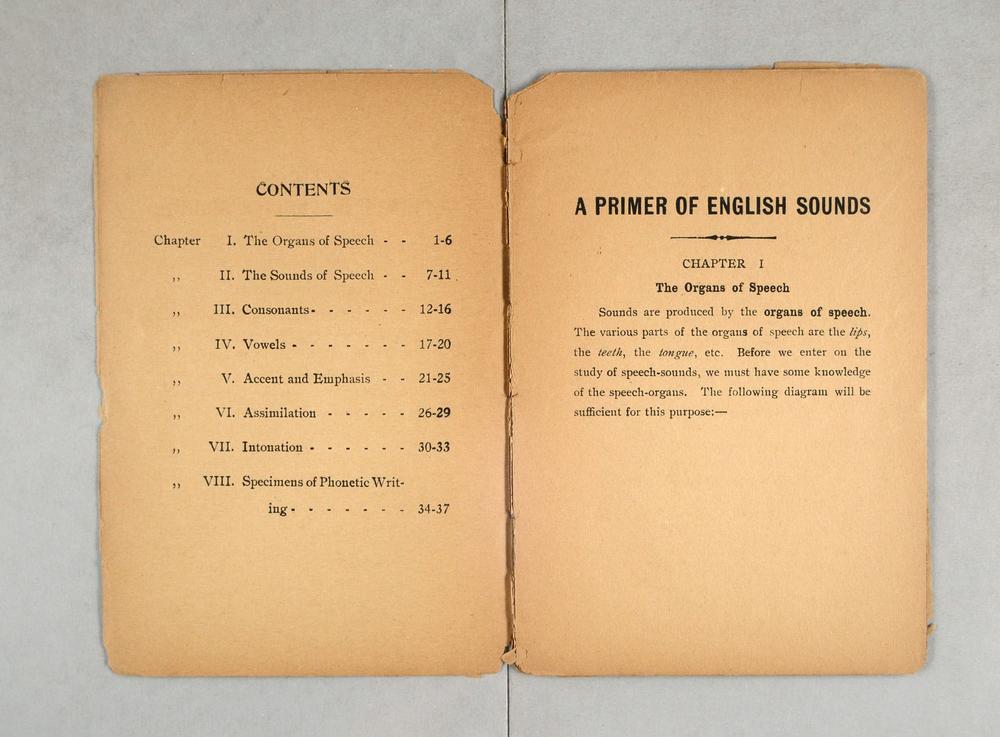 CONTENTS
Chapter I. The Organs of Speech - - 1-6
,, II. The Sounds of Speech - - 7-11
,, III. Consonants - - - - - - 12-16
,, IV. Vowels - - - - - - - 17-20
,, V. Accent and Emphasis - - 21-25
,, VI. Assimilation - - - - - 26-29
,, VII. Intonation - - - - - - 30-33
,, VIII. Specimens of Phonetic Writ-
ing - - - - - - - 34-37
A PRIMER OF ENGLISH SOUNDS
CHAPTER I
The Organs of Speech
Sounds are produced by the organs of speech.
The various parts of the organs of speech are the lips,
the teeth, the tongue, etc. Before we enter on the
study of speech-sounds, we must have some knowledge
of the speech-organs. The following diagram will be
sufficient for this purpose:—